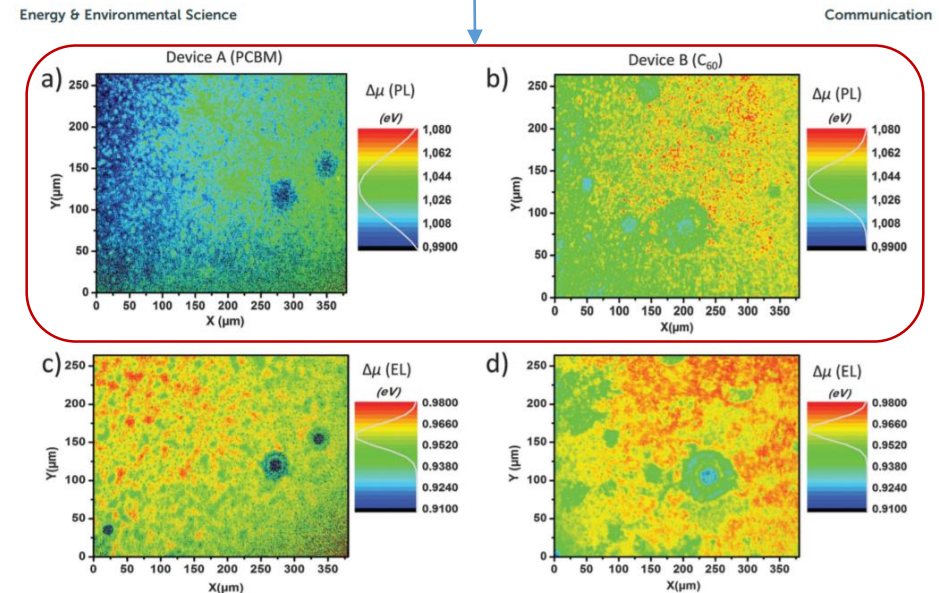 Energy & Environmental Science Communication
Device A (PCBM)
a)
Δμ (PL)
(eV)
1,080
1,062
1,044
1,026
1,008
0,9900
Y(μm)
250
200
150
100
50
0
0 50 100 150 200 250 300 350
X (μm)
Device B (C₆₀)
b)
Δμ (PL)
(eV)
1,080
1,062
1,044
1,026
1,008
0,9900
Y(μm)
250
200
150
100
50
0
0 50 100 150 200 250 300 350
X(μm)
c)
Δμ (EL)
(eV)
0.9800
0.9660
0.9520
0.9380
0.9240
0.9100
Y(μm)
250
200
150
100
50
0
0 50 100 150 200 250 300 350
X(μm)
d)
Δμ (EL)
(eV)
0.9800
0.9660
0.9520
0.9380
0.9240
0.9100
Y (μm)
250
200
150
100
50
0
0 50 100 150 200 250 300 350
X(μm)